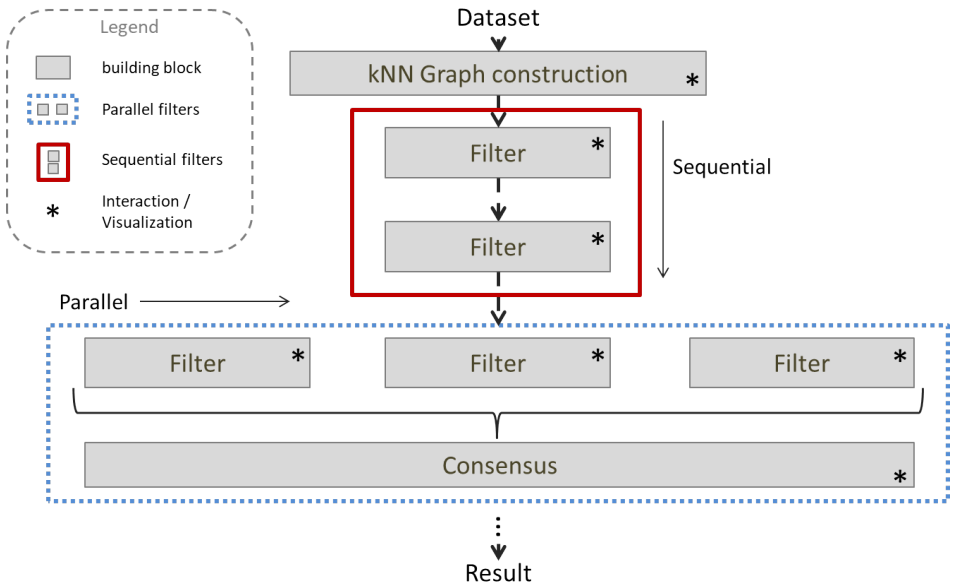 Dataset
Legend
building block
Parallel filters
Sequential filters
*
Interaction /
Visualization
kNN Graph construction *
Filter *
Sequential
Filter *
Parallel
Filter * Filter * Filter *
Consensus *
Result